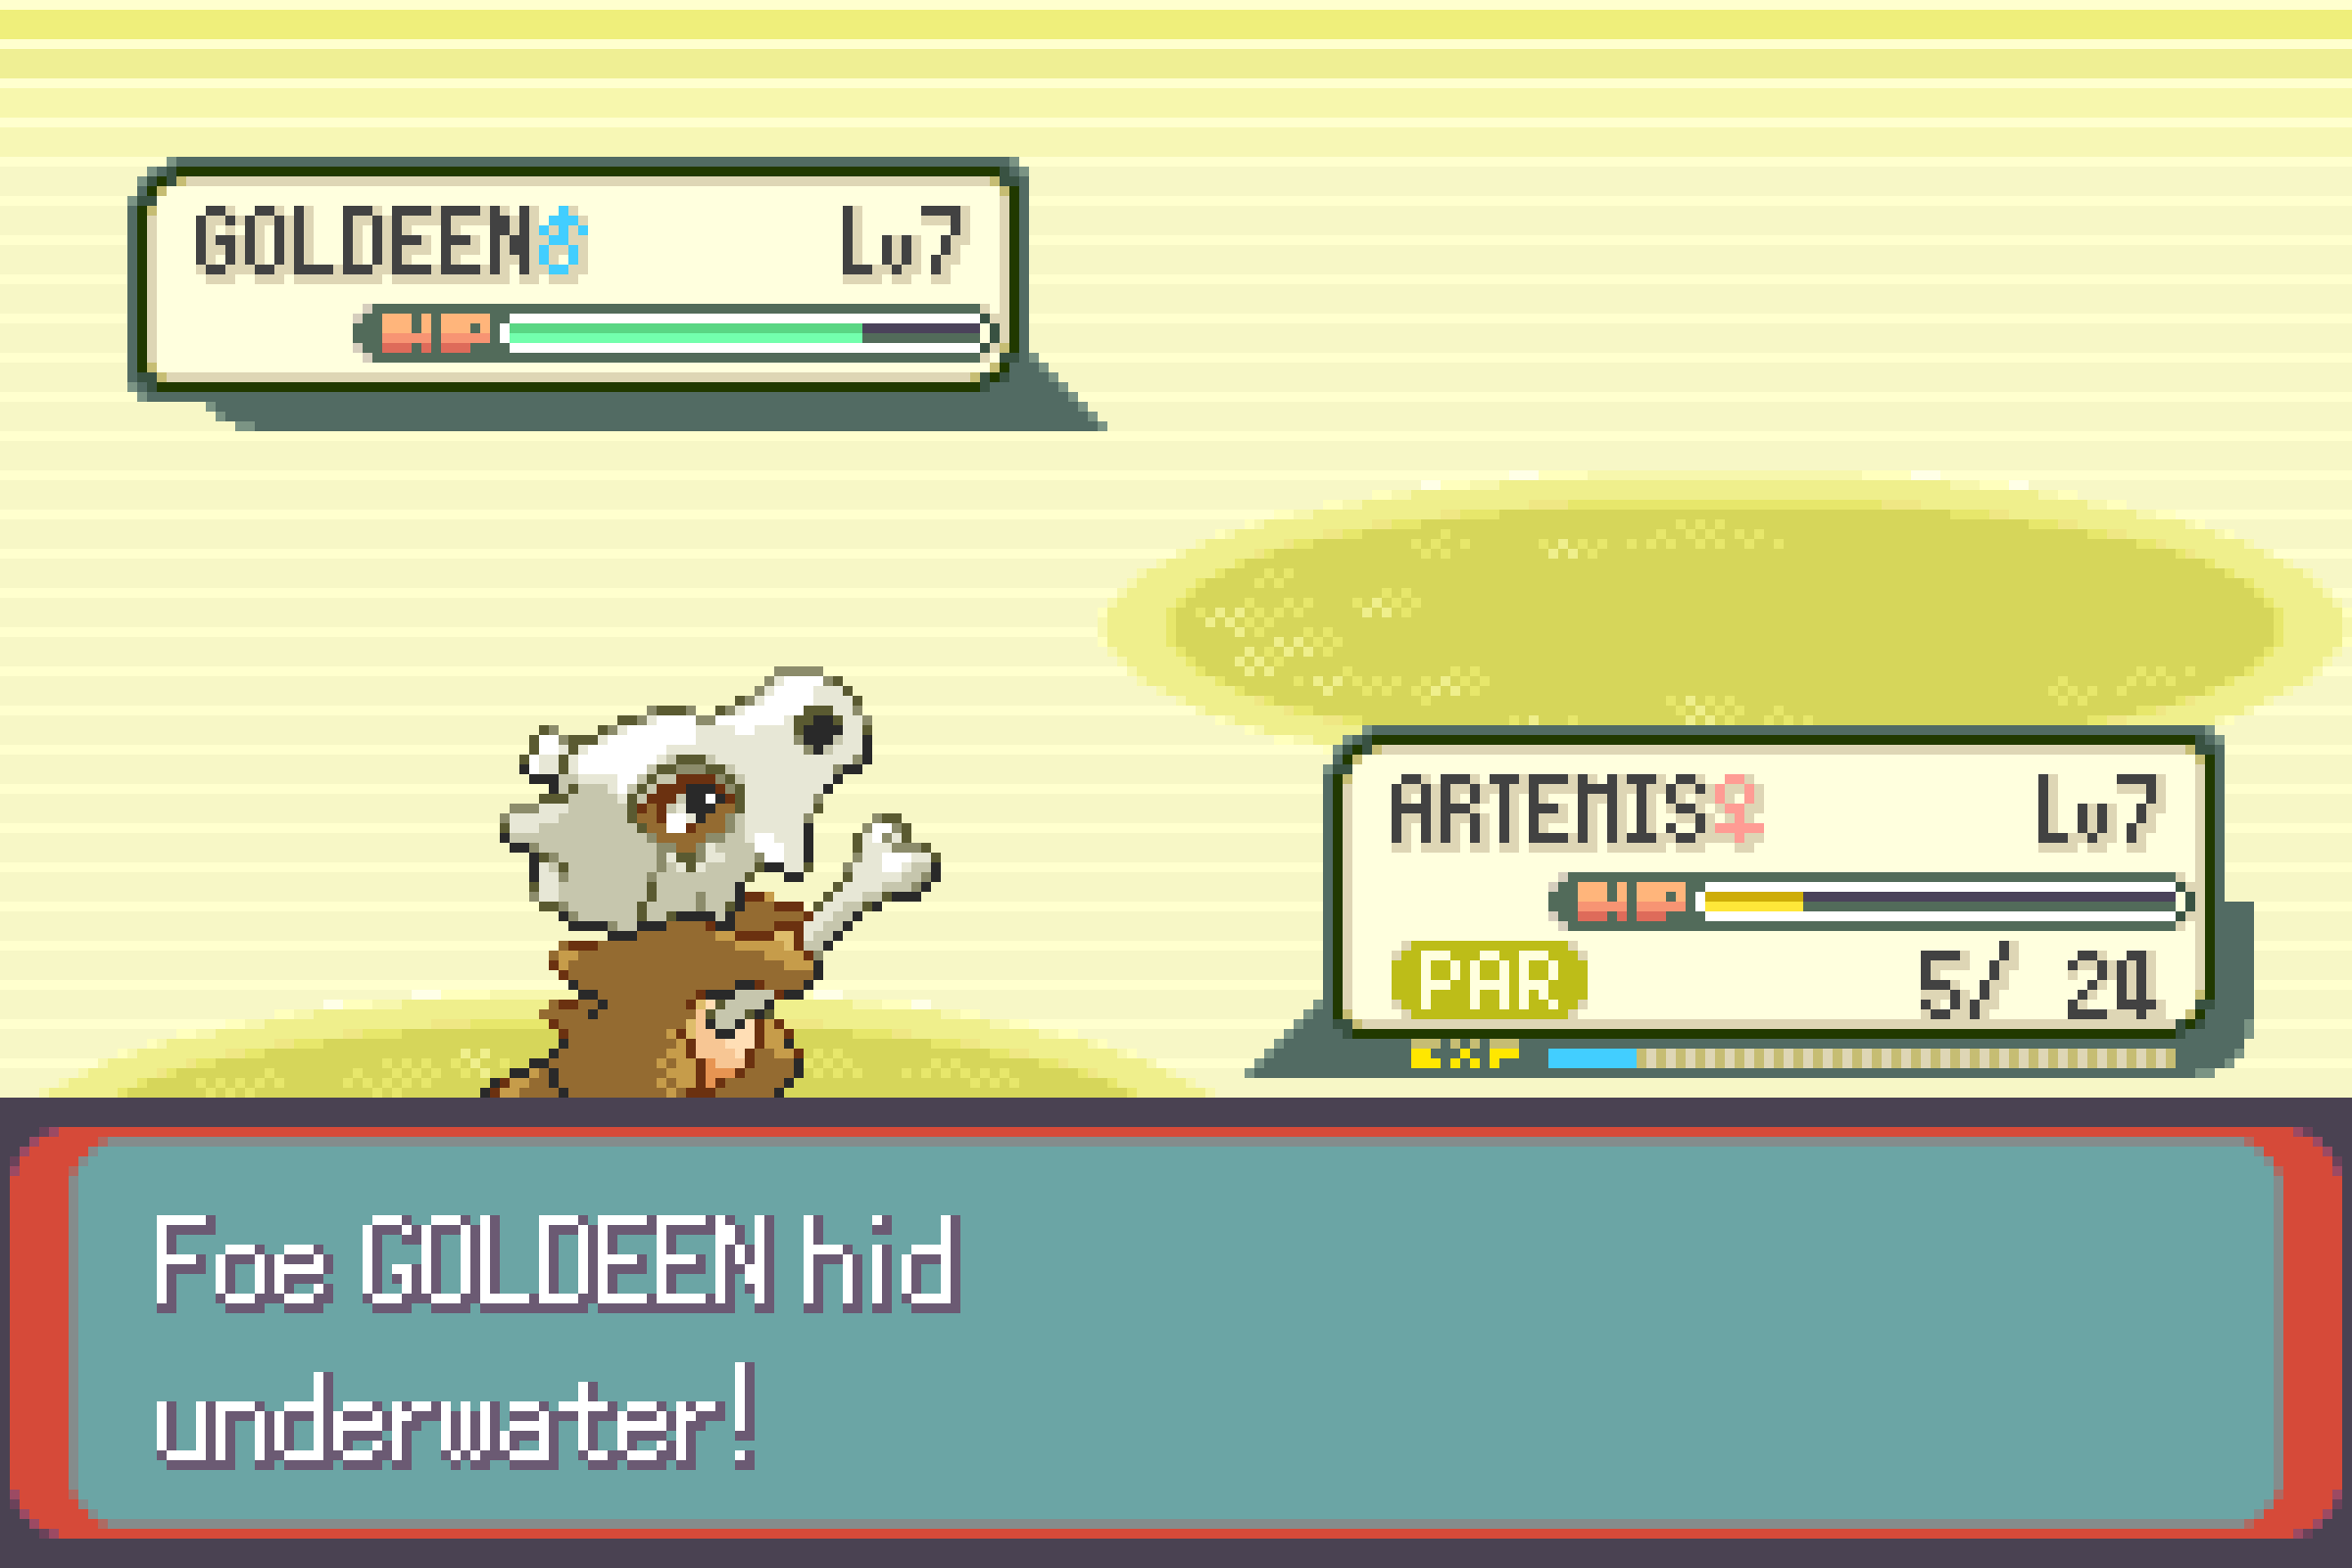 GOLDEEN♂ Lv7
HP
ARTEMIS♀ Lv7
HP
PAR 5/ 24
EXP
Foe GOLDEEN hid
underwater!